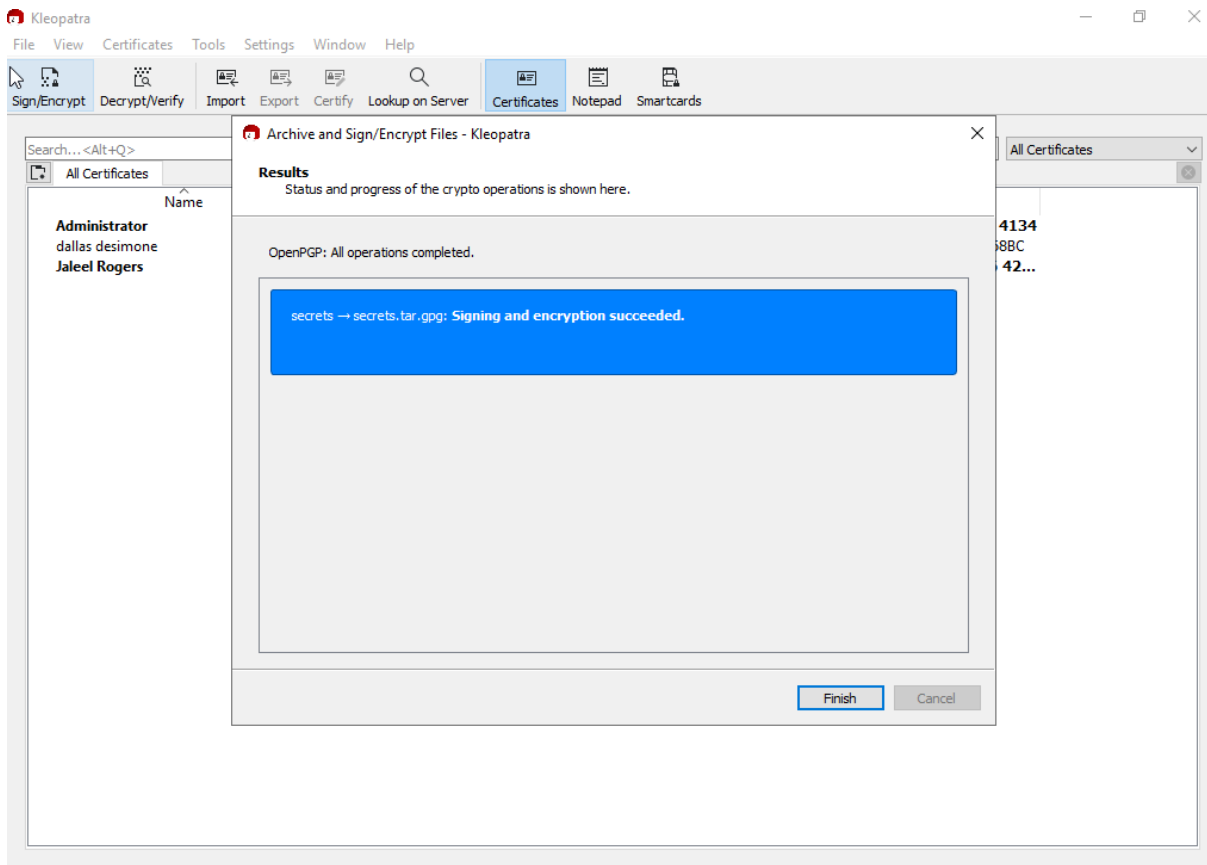 Kleopatra
File View Certificates Tools Settings Window Help
Sign/Encrypt Decrypt/Verify Import Export Certify Lookup on Server Certificates Notepad Smartcards
Archive and Sign/Encrypt Files - Kleopatra
Search...<Alt+Q>
All Certificates
All Certificates
Results
Status and progress of the crypto operations is shown here.
Name
Administrator
4134
dallas desimone
Jaleel Rogers
42...
OpenPGP: All operations completed.
secrets → secrets.tar.gpg: Signing and encryption succeeded.
Finish Cancel